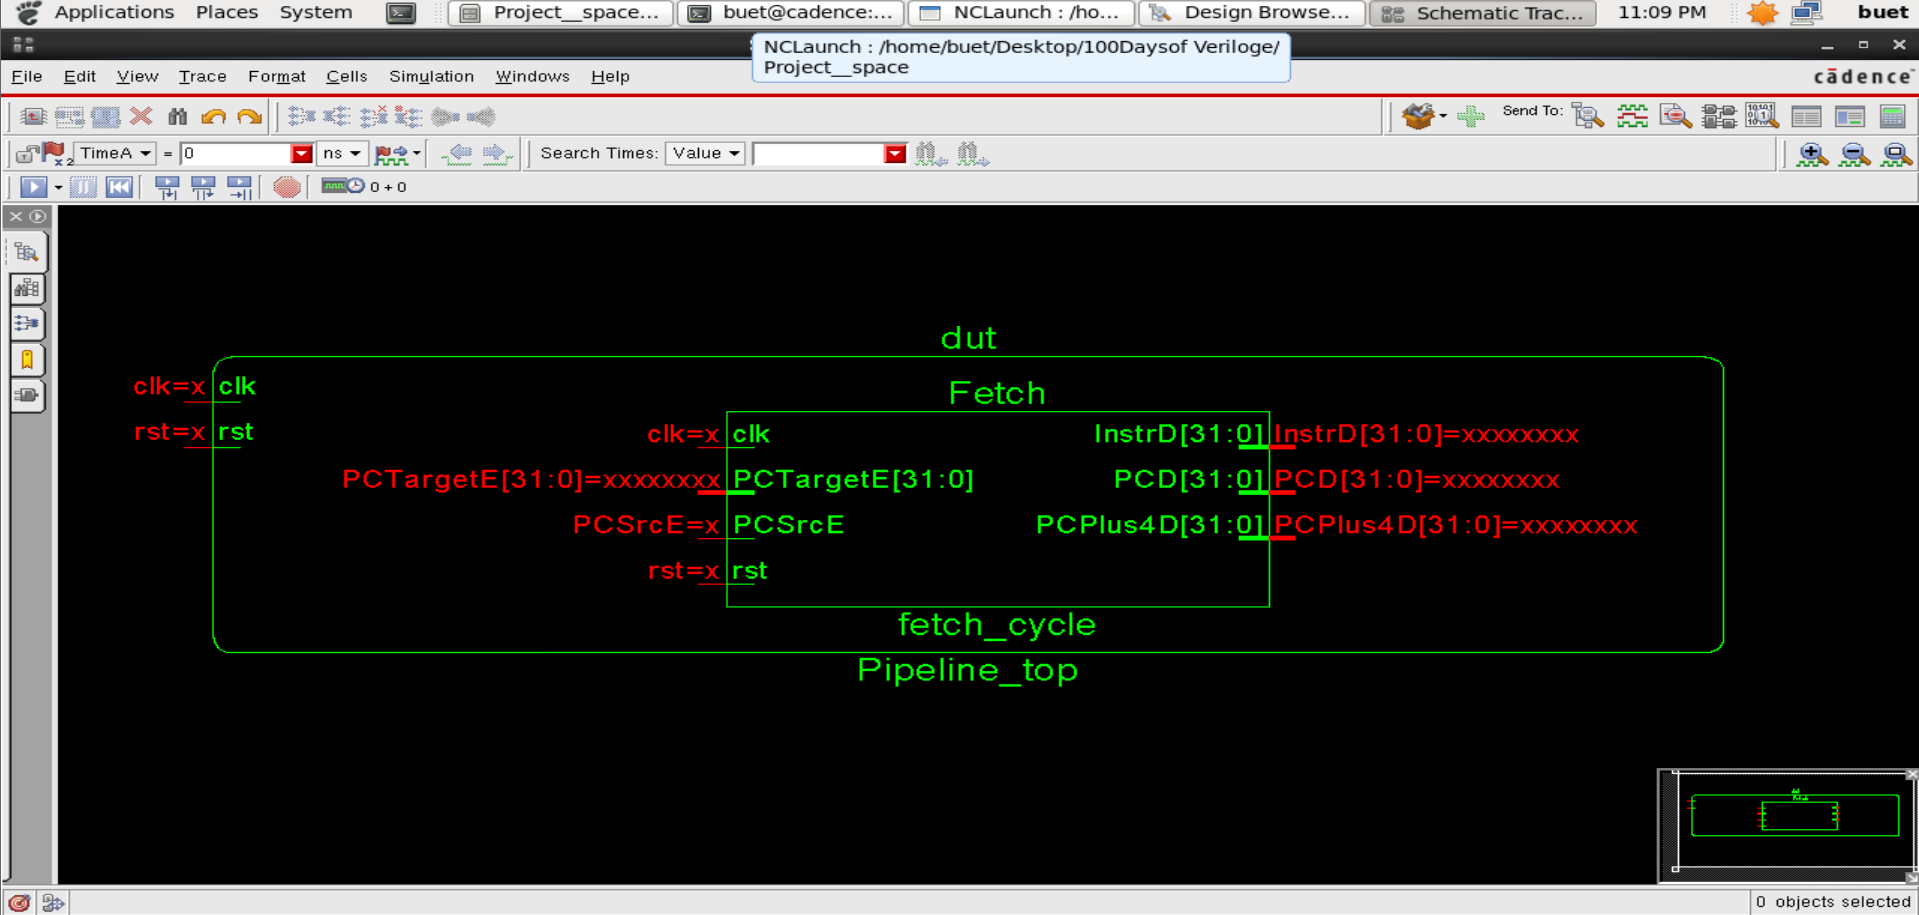 Applications Places System Project__space... buet@cadence:... NCLaunch : /ho... Design Browse... Schematic Trac... 11:09 PM buet
NCLaunch : /home/buet/Desktop/100Daysof Veriloge/
Project__space
File Edit View Trace Format Cells Simulation Windows Help cādence
Send To:
TimeA = 0 ns Search Times: Value
0 + 0
dut
Fetch
clk=x clk
rst=x rst
clk=x clk InstrD[31:0] InstrD[31:0]=xxxxxxxx
PCTargetE[31:0]=xxxxxxxx PCTargetE[31:0] PCD[31:0] PCD[31:0]=xxxxxxxx
PCSrcE=x PCSrcE PCPlus4D[31:0] PCPlus4D[31:0]=xxxxxxxx
rst=x rst
fetch_cycle
Pipeline_top
0 objects selected